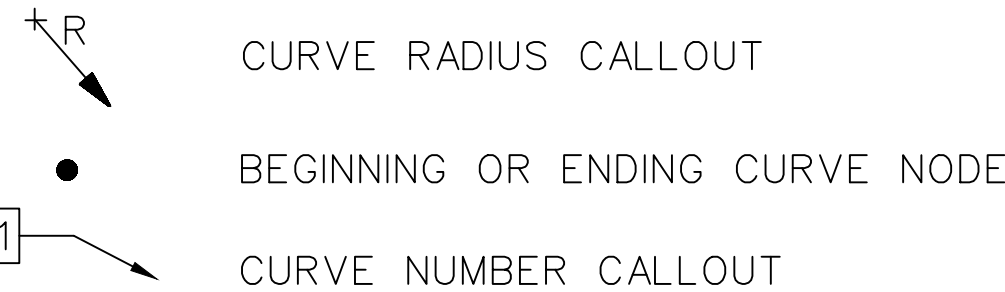 R
CURVE RADIUS CALLOUT
BEGINNING OR ENDING CURVE NODE
1
CURVE NUMBER CALLOUT